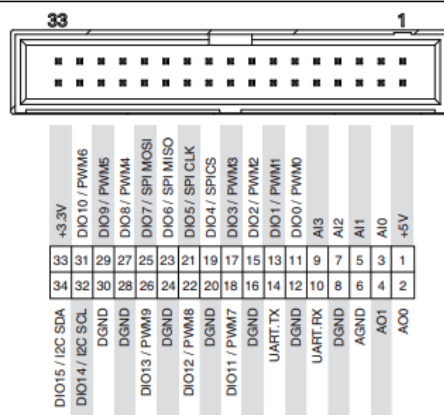 33 1
+3.3V DIO10 / PWM6 DIO9 / PWM5 DIO8 / PWM4 DIO7 / SPI MOSI DIO6 / SPI MISO DIO5 / SPI CLK DIO4 / SPICS DIO3 / PWM3 DIO2 / PWM2 DIO1 / PWM1 DIO0 / PWM0 AI3 AI2 AI1 AI0 +5V
33 31 29 27 25 23 21 19 17 15 13 11 9 7 5 3 1
34 32 30 28 26 24 22 20 18 16 14 12 10 8 6 4 2
DIO15 / I2C SDA DIO14 / I2C SCL DGND DGND DIO13 / PWM9 DGND DIO12 / PWM8 DGND DIO11 / PWM7 DGND UART.TX DGND UART.RX DGND AGND AO1 AO0